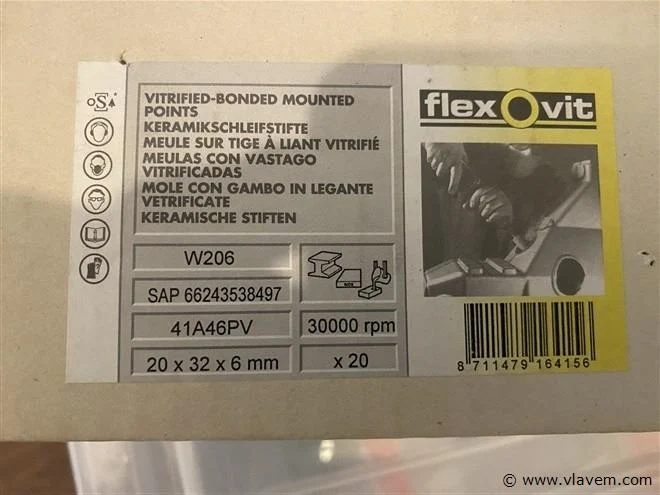 VITRIFIED-BONDED MOUNTED
POINTS
KERAMIKSCHLEIFSTIFTE
MEULE SUR TIGE À LIANT VITRIFIÉ
MEULAS CON VASTAGO
VITRIFICADAS
MOLE CON GAMBO IN LEGANTE
VETRIFICATE
KERAMISCHE STIFTEN
W206
SAP 66243538497
41A46PV
30000 rpm
20 x 32 x 6 mm
x 20
flexovit
8 711479 164156
oS
© www.vlavem.com